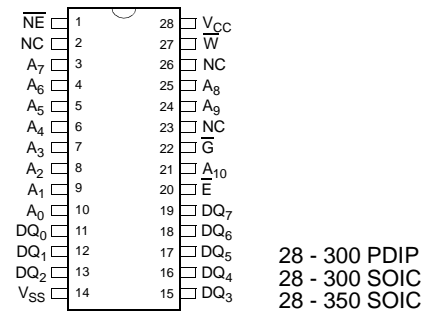 N̅E̅ 1 28 V_CC
NC 2 27 W̅
A₇ 3 26 NC
A₆ 4 25 A₈
A₅ 5 24 A₉
A₄ 6 23 NC
A₃ 7 22 G̅
A₂ 8 21 A₁₀
A₁ 9 20 E̅
A₀ 10 19 DQ₇
DQ₀ 11 18 DQ₆
DQ₁ 12 17 DQ₅
DQ₂ 13 16 DQ₄
V_SS 14 15 DQ₃
28 - 300 PDIP
28 - 300 SOIC
28 - 350 SOIC